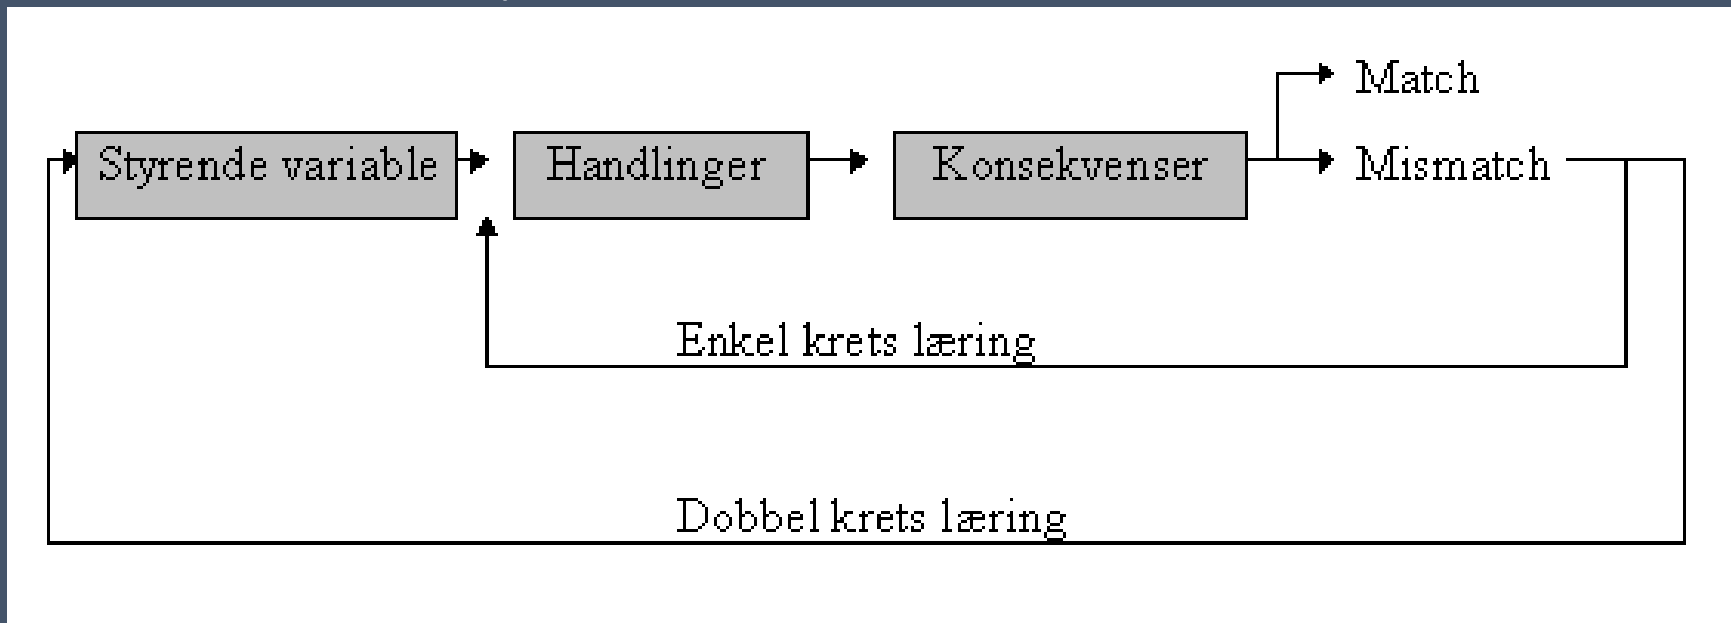 Match
Styrende variable
Handlinger
Konsekvenser
Mismatch
Enkel krets læring
Dobbel krets læring